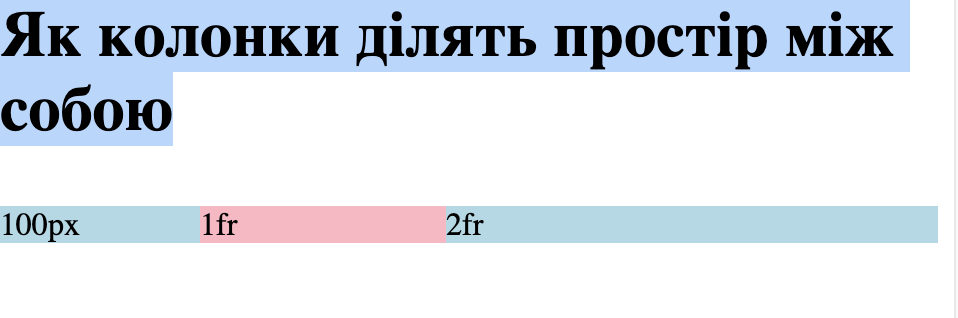 Як колонки ділять простір між
собою
100px 1fr 2fr